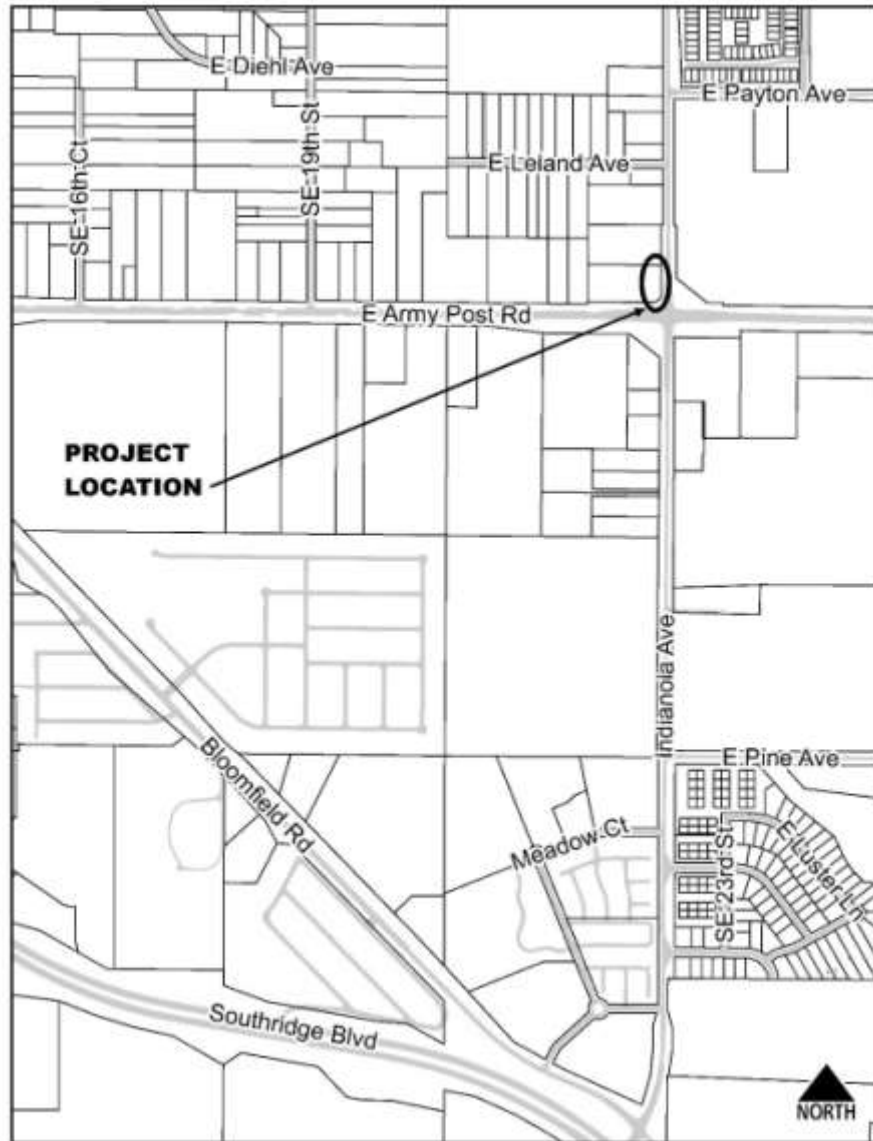 E Diehl Ave
E Payton Ave
SE 16th Ct
SE 19th St
E Leland Ave
E Army Post Rd
PROJECT
LOCATION
Indianola Ave
Bloomfield Rd
E Pine Ave
Meadow Ct
SE 23rd St
E Luster Ln
Southridge Blvd
NORTH